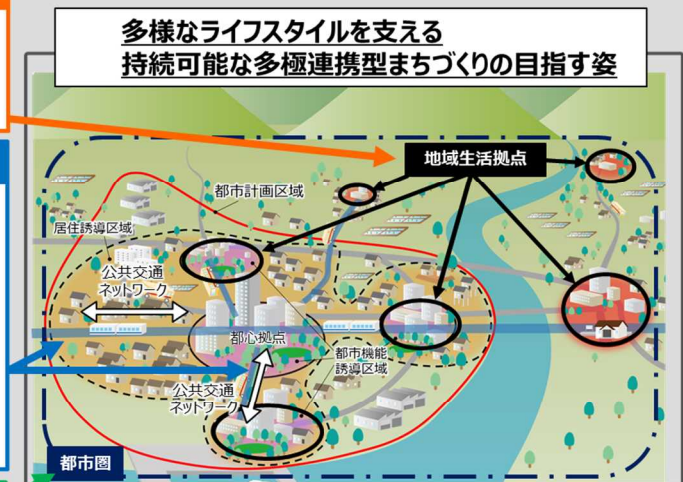 多様なライフスタイルを支える
持続可能な多極連携型まちづくりの目指す姿
地域生活拠点
都市計画区域
居住誘導区域
公共交通
ネットワーク
都心拠点
都市機能
誘導区域
公共交通
ネットワーク
都市圏